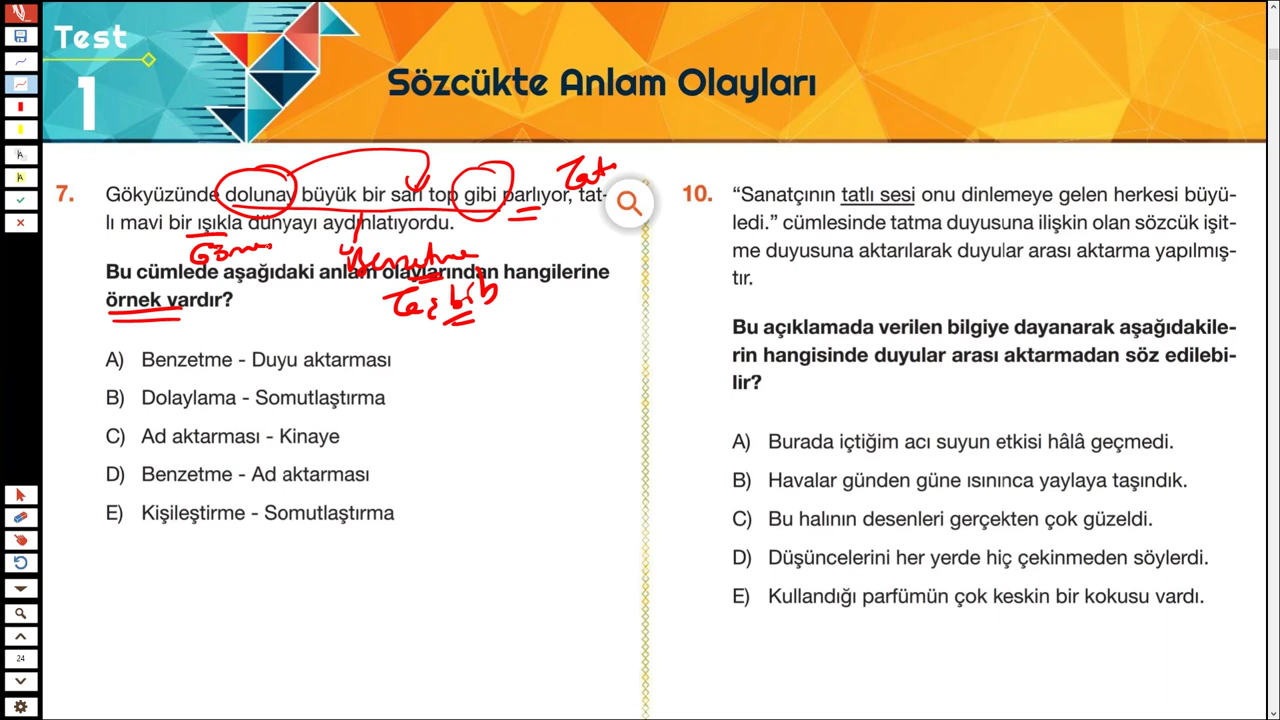 Test
1
Sözcükte Anlam Olayları
7. Gökyüzünde dolunay büyük bir sarı top gibi parlıyor, tat-
lı mavi bir ışıkla dünyayı aydınlatıyordu.
Tat
Görme
Benzetme
Bu cümlede aşağıdaki anlam olaylarından hangilerine
örnek vardır?
A) Benzetme - Duyu aktarması
B) Dolaylama - Somutlaştırma
C) Ad aktarması - Kinaye
D) Benzetme - Ad aktarması
E) Kişileştirme - Somutlaştırma
10. “Sanatçının tatlı sesi onu dinlemeye gelen herkesi büyü-
ledi.” cümlesinde tatma duyusuna ilişkin olan sözcük işit-
me duyusuna aktarılarak duyular arası aktarma yapılmış-
tır.
Bu açıklamada verilen bilgiye dayanarak aşağıdakile-
rin hangisinde duyular arası aktarmadan söz edilebi-
lir?
A) Burada içtiğim acı suyun etkisi hâlâ geçmedi.
B) Havalar günden güne ısınınca yaylaya taşındık.
C) Bu halının desenleri gerçekten çok güzeldi.
D) Düşüncelerini her yerde hiç çekinmeden söylerdi.
E) Kullandığı parfümün çok keskin bir kokusu vardı.
24